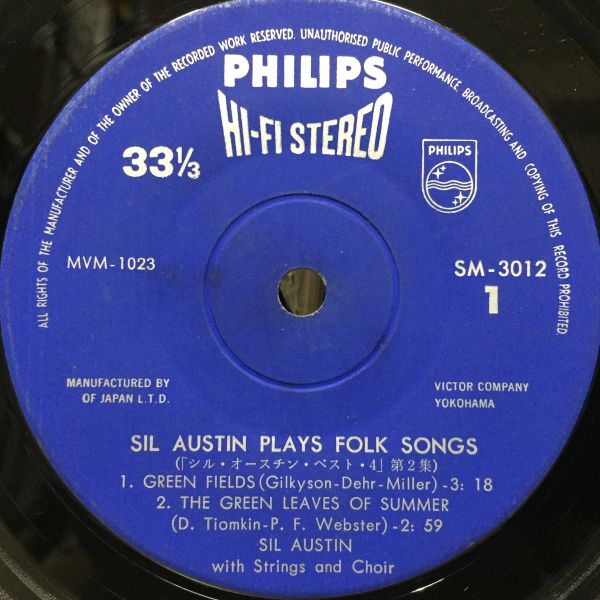 ALL RIGHTS OF THE MANUFACTURER AND OF THE OWNER OF THE RECORDED WORK RESERVED. UNAUTHORISED PUBLIC PERFORMANCE, BROADCASTING AND COPYING OF THIS RECORD PROHIBITED.
PHILIPS
HI-FI STEREO
33⅓
PHILIPS
MVM-1023
SM-3012
1
MANUFACTURED BY VICTOR COMPANY
OF JAPAN L.T.D. YOKOHAMA
SIL AUSTIN PLAYS FOLK SONGS
(「シル・オースチン・ベスト・4」第2集)
1. GREEN FIELDS (Gilkyson-Dehr-Miller) -3: 18
2. THE GREEN LEAVES OF SUMMER
(D. Tiomkin-P. F. Webster) -2: 59
SIL AUSTIN
with Strings and Choir